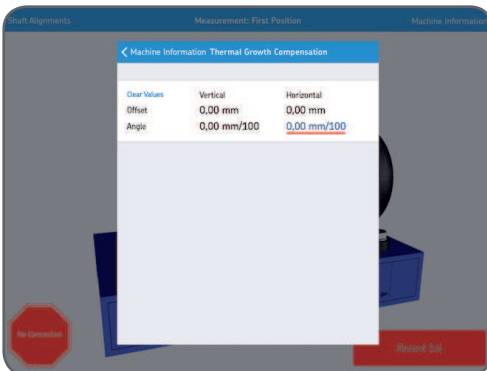 Shaft Alignments Measurement: First Position Machine Information
Machine Information Thermal Growth Compensation
Clear Values Vertical Horizontal
Offset 0,00 mm 0,00 mm
Angle 0,00 mm/100 0,00 mm/100
No Connection
Record 1st